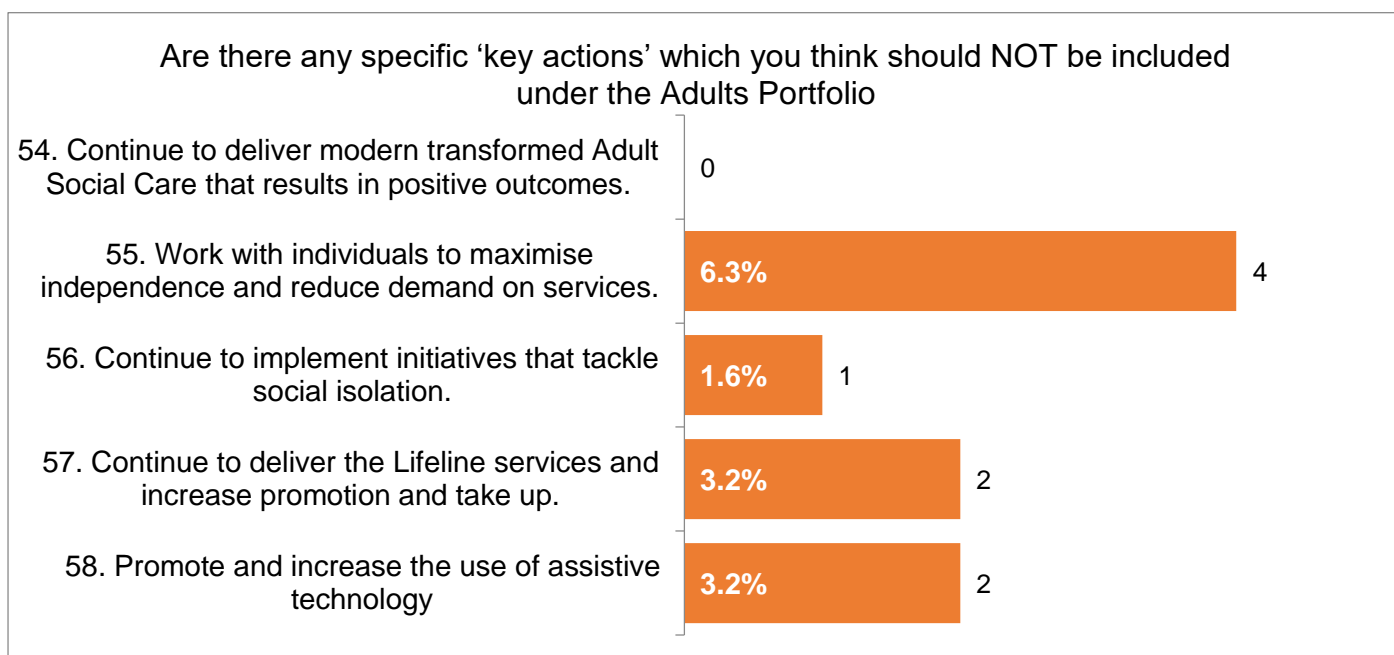 Are there any specific ‘key actions’ which you think should NOT be included
under the Adults Portfolio
54. Continue to deliver modern transformed Adult
Social Care that results in positive outcomes.
0
55. Work with individuals to maximise
independence and reduce demand on services.
6.3%
4
56. Continue to implement initiatives that tackle
social isolation.
1.6%
1
57. Continue to deliver the Lifeline services and
increase promotion and take up.
3.2%
2
58. Promote and increase the use of assistive
technology
3.2%
2